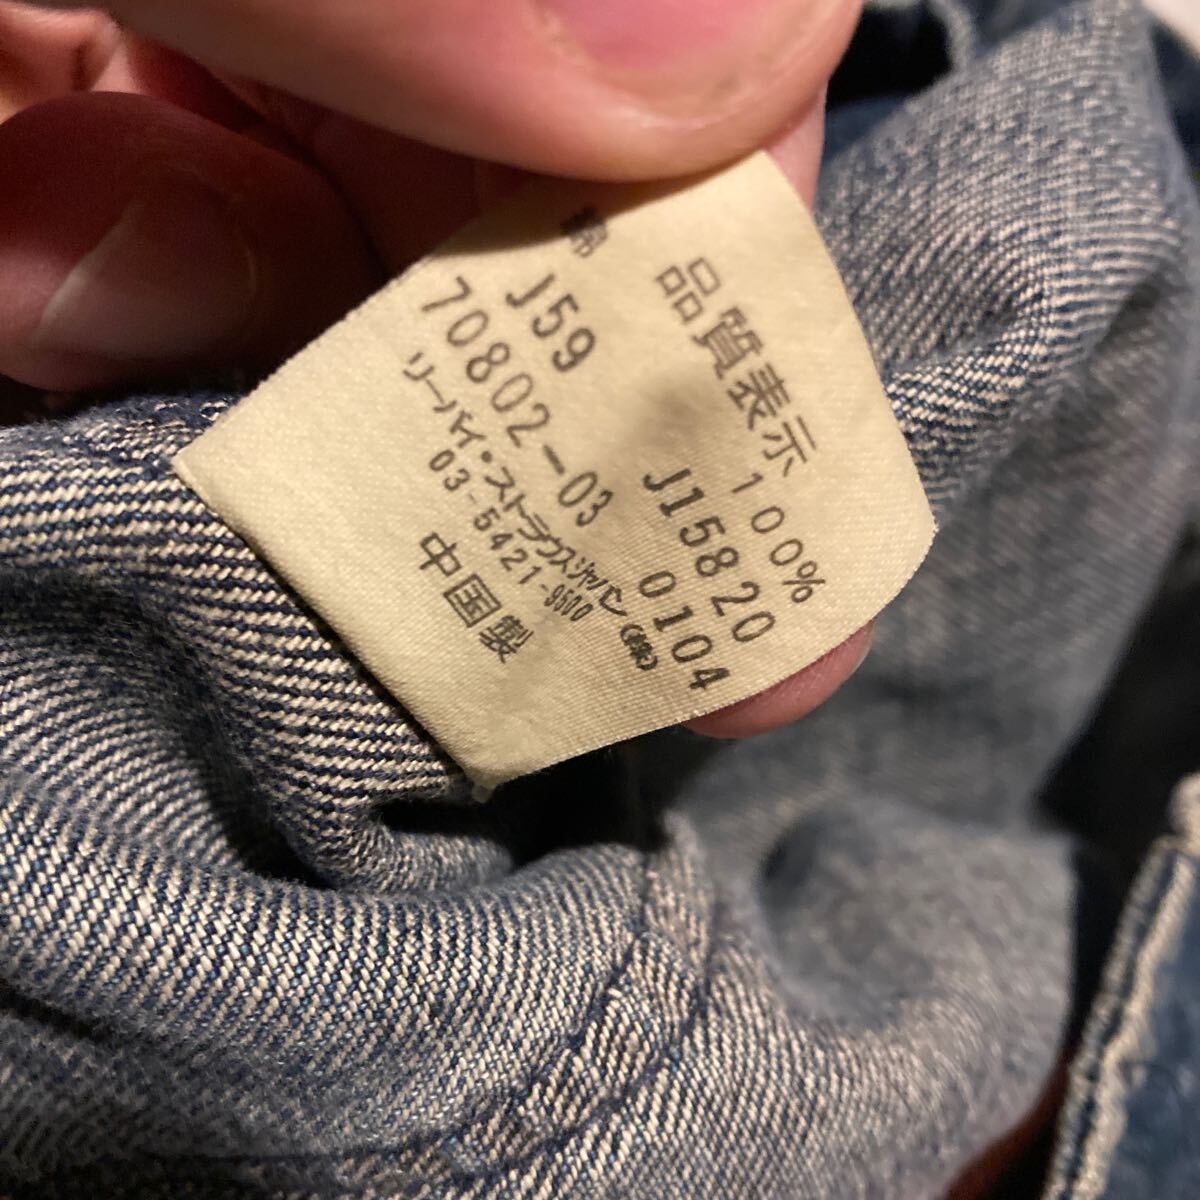 品質表示
綿 100%
J59 J15820
70802-03 0104
リーバイ・ストラウスジャパン(株)
03-5421-9500
中国製